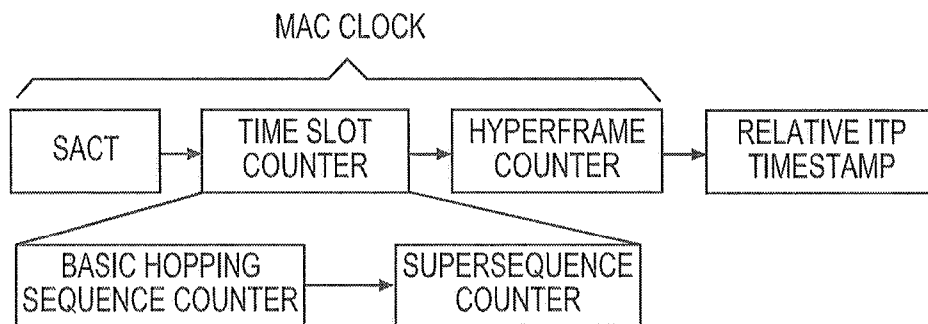 MAC CLOCK
SACT
TIME SLOT
COUNTER
HYPERFRAME
COUNTER
RELATIVE ITP
TIMESTAMP
BASIC HOPPING
SEQUENCE COUNTER
SUPERSEQUENCE
COUNTER